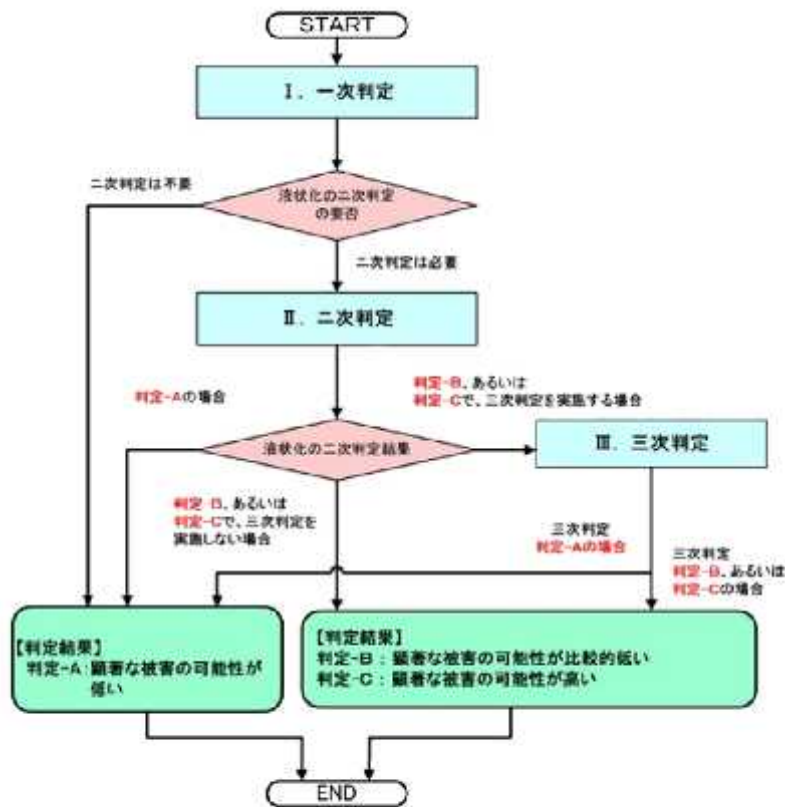 START
Ⅰ．一次判定
二次判定は不要
液状化の二次判定
の要否
二次判定は必要
Ⅱ．二次判定
判定-Aの場合
判定-B、あるいは
判定-Cで、三次判定を実施する場合
液状化の二次判定結果
Ⅲ．三次判定
判定-B、あるいは
判定-Cで、三次判定を
実施しない場合
三次判定
判定-Aの場合
三次判定
判定-B、あるいは
判定-Cの場合
【判定結果】
判定-A：顕著な被害の可能性が
低い
【判定結果】
判定-B：顕著な被害の可能性が比較的低い
判定-C：顕著な被害の可能性が高い
END